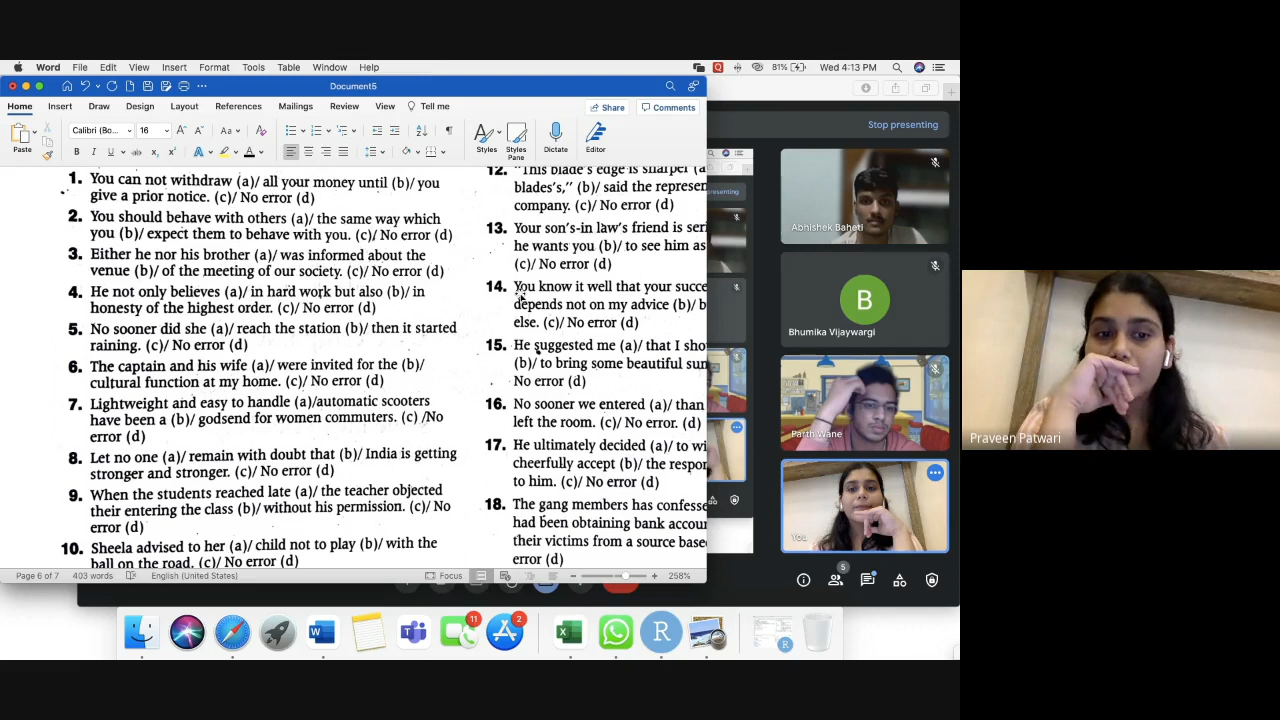 Word File Edit View Insert Format Tools Table Window Help
81% Wed 4:13 PM
Document5
Home Insert Draw Design Layout References Mailings Review View Tell me
Share Comments
Stop presenting
Paste
Calibri (Bo... 16
Aa
B I U ab x₂ x² A A
Styles
Styles Pane
Dictate
Editor
1. You can not withdraw (a)/ all your money until (b)/ you
give a prior notice. (c)/ No error (d)
2. You should behave with others (a)/ the same way which
you (b)/ expect them to behave with you. (c)/ No error (d)
3. Either he nor his brother (a)/ was informed about the
venue (b)/ of the meeting of our society. (c)/ No error (d)
4. He not only believes (a)/ in hard work but also (b)/ in
honesty of the highest order. (c)/ No error (d)
5. No sooner did she (a)/ reach the station (b)/ then it started
raining. (c)/ No error (d)
6. The captain and his wife (a)/ were invited for the (b)/
cultural function at my home. (c)/ No error (d)
7. Lightweight and easy to handle (a)/automatic scooters
have been a (b)/ godsend for women commuters. (c) /No
error (d)
8. Let no one (a)/ remain with doubt that (b)/ India is getting
stronger and stronger. (c)/ No error (d)
9. When the students reached late (a)/ the teacher objected
their entering the class (b)/ without his permission. (c)/ No
error (d)
10. Sheela advised to her (a)/ child not to play (b)/ with the
ball on the road. (c)/ No error (d)
12. "This blade's edge is sharper (a
blades's," (b)/ said the represen
company. (c)/ No error (d)
13. Your son's-in law's friend is seri
he wants you (b)/ to see him as
(c)/ No error (d)
14. You know it well that your succe
depends not on my advice (b)/ b
else. (c)/ No error (d)
15. He suggested me (a)/ that I sho
(b)/ to bring some beautiful sun
No error (d)
16. No sooner we entered (a)/ than
left the room. (c)/ No error. (d)
17. He ultimately decided (a)/ to wi
cheerfully accept (b)/ the respon
to him. (c)/ No error (d)
18. The gang members has confesse
had been obtaining bank accoun
their victims from a source base
error (d)
Page 6 of 7 403 words English (United States) Focus 258%
presenting
Abhishek Baheti
B
Bhumika Vijaywargi
Parth Wane
You
Praveen Patwari
5
11
2
W
T
A
X
R